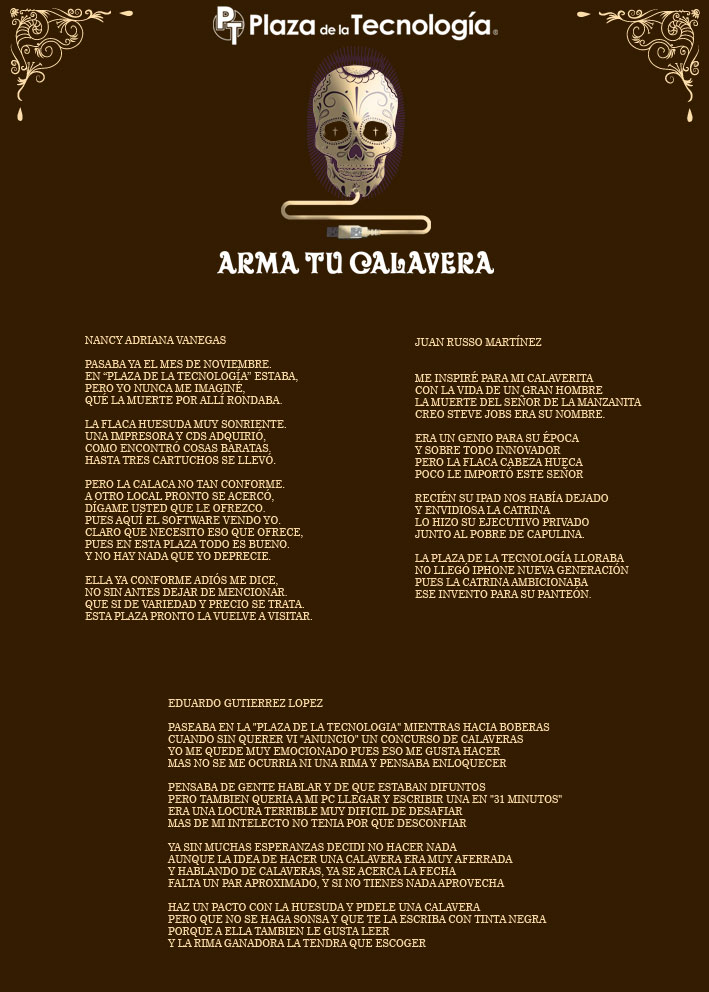 PT Plaza de la Tecnología®
ARMA TU CALAVERA
NANCY ADRIANA VANEGAS
PASABA YA EL MES DE NOVIEMBRE.
EN “PLAZA DE LA TECNOLOGÍA” ESTABA,
PERO YO NUNCA ME IMAGINÉ,
QUÉ LA MUERTE POR ALLÍ RONDABA.
LA FLACA HUESUDA MUY SONRIENTE.
UNA IMPRESORA Y CDS ADQUIRIÓ,
COMO ENCONTRÓ COSAS BARATAS,
HASTA TRES CARTUCHOS SE LLEVÓ.
PERO LA CALACA NO TAN CONFORME.
A OTRO LOCAL PRONTO SE ACERCÓ,
DÍGAME USTED QUE LE OFREZCO.
PUES AQUÍ EL SOFTWARE VENDO YO.
CLARO QUE NECESITO ESO QUE OFRECE,
PUES EN ESTA PLAZA TODO ES BUENO.
Y NO HAY NADA QUE YO DEPRECIE.
ELLA YA CONFORME ADIÓS ME DICE,
NO SIN ANTES DEJAR DE MENCIONAR.
QUE SI DE VARIEDAD Y PRECIO SE TRATA.
ESTA PLAZA PRONTO LA VUELVE A VISITAR.
JUAN RUSSO MARTÍNEZ
ME INSPIRÉ PARA MI CALAVERITA
CON LA VIDA DE UN GRAN HOMBRE
LA MUERTE DEL SEÑOR DE LA MANZANITA
CREO STEVE JOBS ERA SU NOMBRE.
ERA UN GENIO PARA SU ÉPOCA
Y SOBRE TODO INNOVADOR
PERO LA FLACA CABEZA HUECA
POCO LE IMPORTÓ ESTE SEÑOR
RECIÉN SU IPAD NOS HABÍA DEJADO
Y ENVIDIOSA LA CATRINA
LO HIZO SU EJECUTIVO PRIVADO
JUNTO AL POBRE DE CAPULINA.
LA PLAZA DE LA TECNOLOGÍA LLORABA
NO LLEGÓ IPHONE NUEVA GENERACIÓN
PUES LA CATRINA AMBICIONABA
ESE INVENTO PARA SU PANTEÓN.
EDUARDO GUTIERREZ LOPEZ
PASEABA EN LA "PLAZA DE LA TECNOLOGIA" MIENTRAS HACIA BOBERAS
CUANDO SIN QUERER VI "ANUNCIO" UN CONCURSO DE CALAVERAS
YO ME QUEDE MUY EMOCIONADO PUES ESO ME GUSTA HACER
MAS NO SE ME OCURRIA NI UNA RIMA Y PENSABA ENLOQUECER
PENSABA DE GENTE HABLAR Y DE QUE ESTABAN DIFUNTOS
PERO TAMBIEN QUERIA A MI PC LLEGAR Y ESCRIBIR UNA EN "31 MINUTOS"
ERA UNA LOCURA TERRIBLE MUY DIFICIL DE DESAFIAR
MAS DE MI INTELECTO NO TENIA POR QUE DESCONFIAR
YA SIN MUCHAS ESPERANZAS DECIDI NO HACER NADA
AUNQUE LA IDEA DE HACER UNA CALAVERA ERA MUY AFERRADA
Y HABLANDO DE CALAVERAS, YA SE ACERCA LA FECHA
FALTA UN PAR APROXIMADO, Y SI NO TIENES NADA APROVECHA
HAZ UN PACTO CON LA HUESUDA Y PIDELE UNA CALAVERA
PERO QUE NO SE HAGA SONSA Y QUE TE LA ESCRIBA CON TINTA NEGRA
PORQUE A ELLA TAMBIEN LE GUSTA LEER
Y LA RIMA GANADORA LA TENDRA QUE ESCOGER